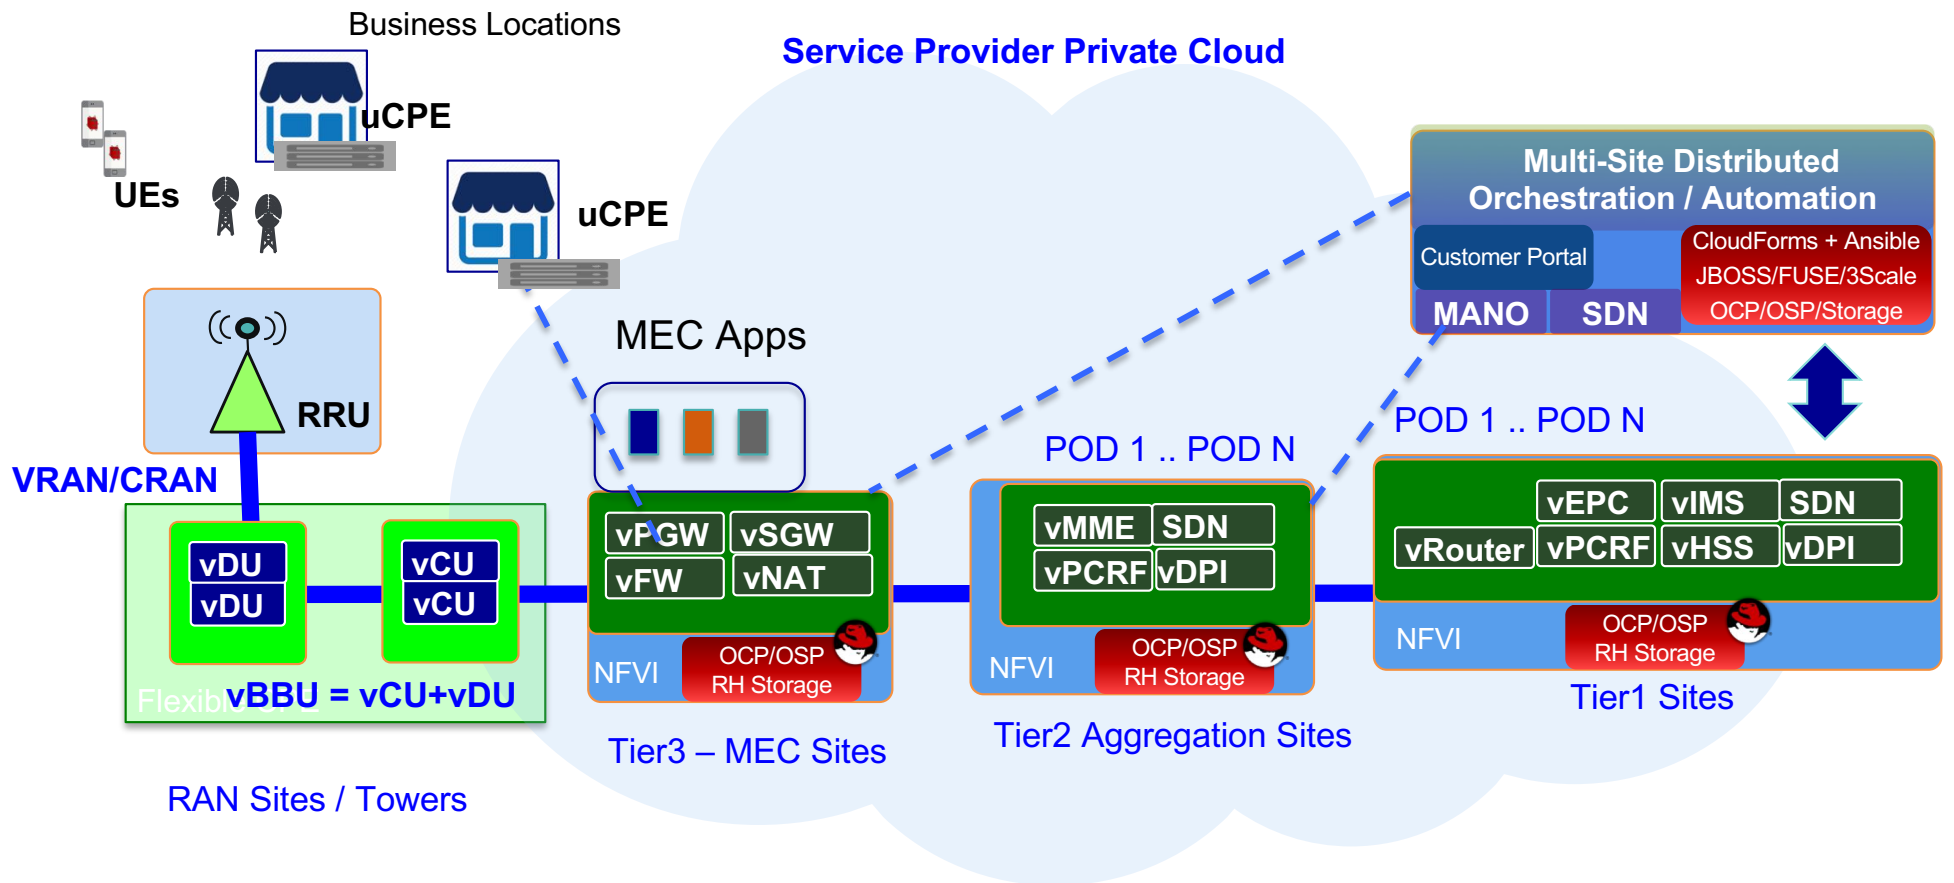 Business Locations
Service Provider Private Cloud
uCPE
UEs
uCPE
Multi-Site Distributed
Orchestration / Automation
Customer Portal
CloudForms + Ansible
JBOSS/FUSE/3Scale
OCP/OSP/Storage
MANO
SDN
MEC Apps
RRU
VRAN/CRAN
POD 1 .. POD N
POD 1 .. POD N
vDU
vDU
vCU
vCU
vBBU = vCU+vDU
vPGW
vSGW
vFW
vNAT
NFVI
OCP/OSP
RH Storage
vMME
SDN
vPCRF
vDPI
NFVI
OCP/OSP
RH Storage
vEPC
vIMS
SDN
vRouter
vPCRF
vHSS
vDPI
NFVI
OCP/OSP
RH Storage
Tier1 Sites
Tier2 Aggregation Sites
Tier3 – MEC Sites
RAN Sites / Towers